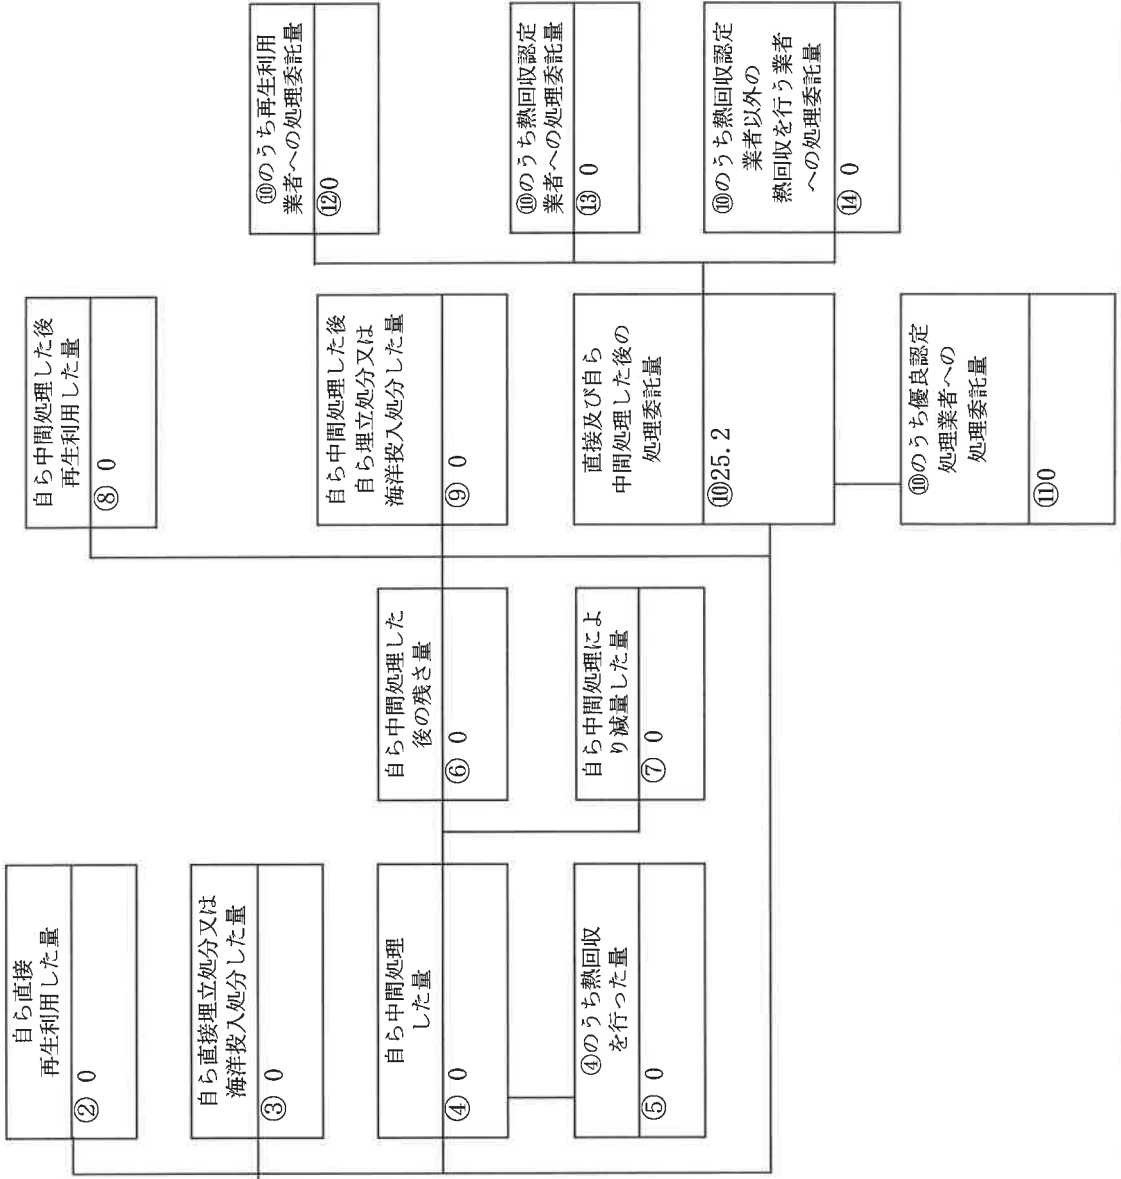 自ら直接
再生利用した量
② 0
自ら直接埋立処分又は
海洋投入処分した量
③ 0
自ら中間処理
した量
④ 0
④のうち熱回収
を行った量
⑤ 0
自ら中間処理した
後の残さ量
⑥ 0
自ら中間処理によ
り減量した量
⑦ 0
自ら中間処理した後
再生利用した量
⑧ 0
自ら中間処理した後
自ら埋立処分又は
海洋投入処分した量
⑨ 0
直接及び自ら
中間処理した後の
処理委託量
⑩25.2
⑩のうち優良認定
処理業者への
処理委託量
⑪0
⑩のうち再生利用
業者への処理委託量
⑫0
⑩のうち熱回収認定
業者への処理委託量
⑬ 0
⑩のうち熱回収認定
業者以外の
熱回収を行う業者
への処理委託量
⑭ 0